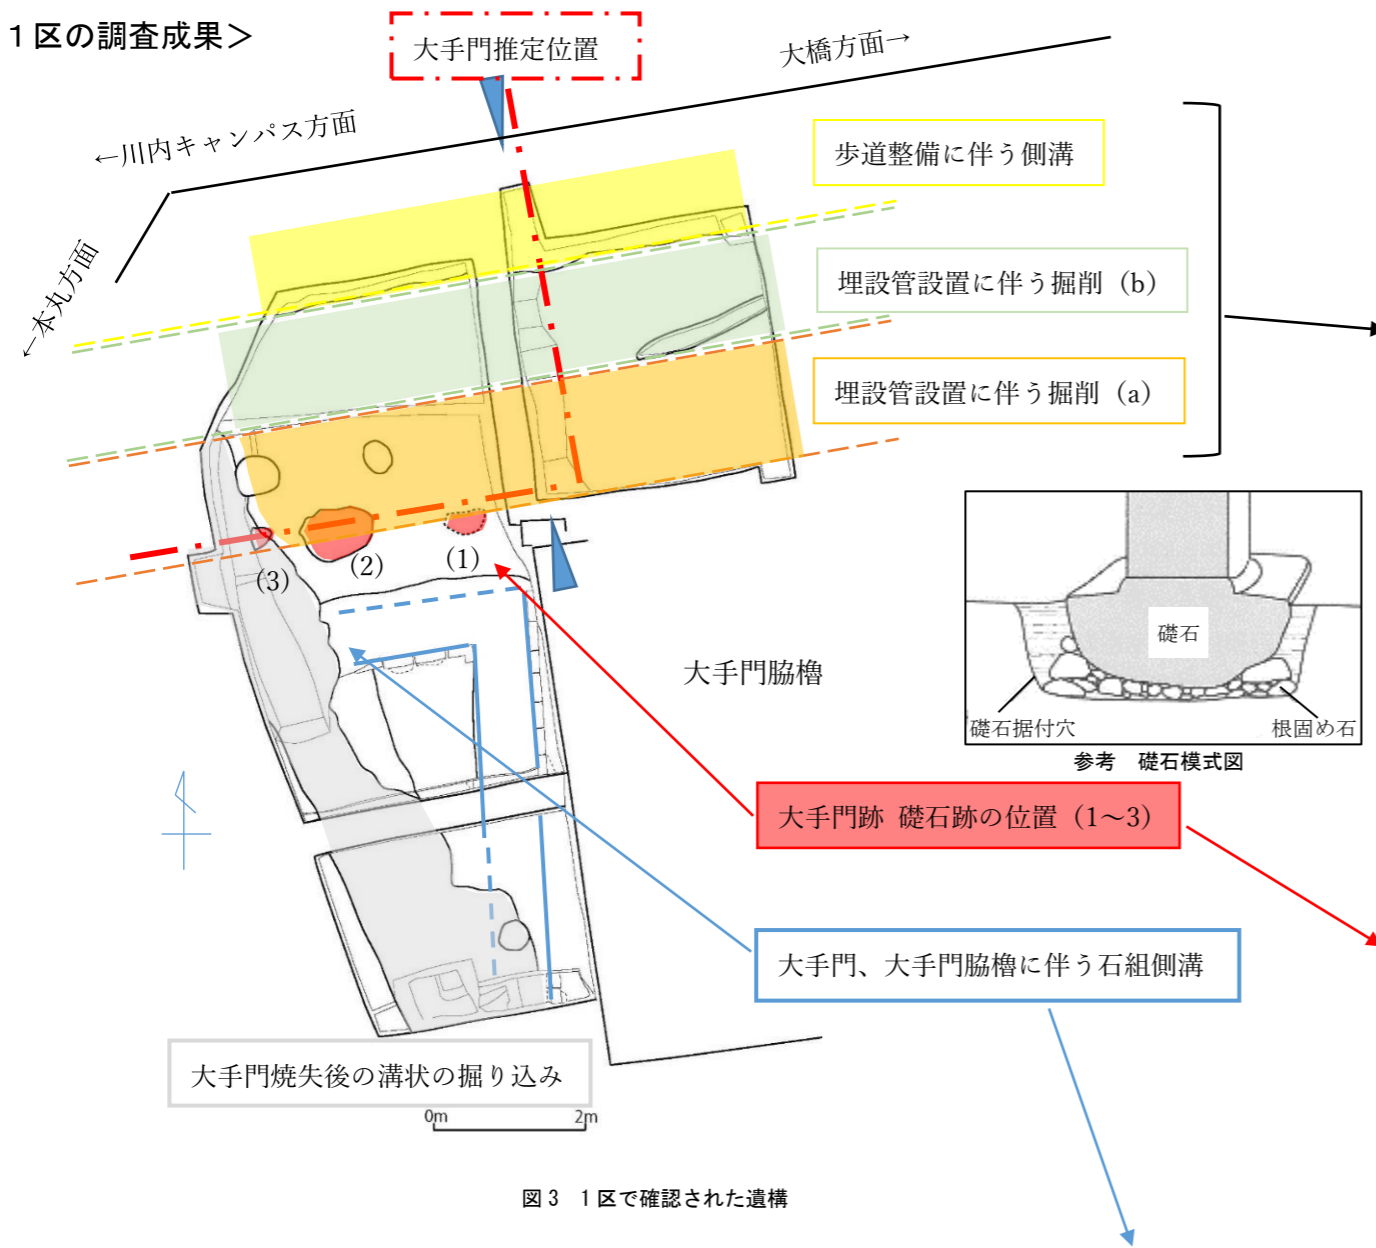 1区の調査成果＞
大手門推定位置
大橋方面→
←川内キャンパス方面
←本丸方面
歩道整備に伴う側溝
埋設管設置に伴う掘削（b）
埋設管設置に伴う掘削（a）
(3)
(2)
(1)
大手門脇櫓
礎石
礎石据付穴
根固め石
参考　礎石模式図
大手門跡 礎石跡の位置（1～3）
大手門、大手門脇櫓に伴う石組側溝
大手門焼失後の溝状の掘り込み
0m
2m
図3　1区で確認された遺構